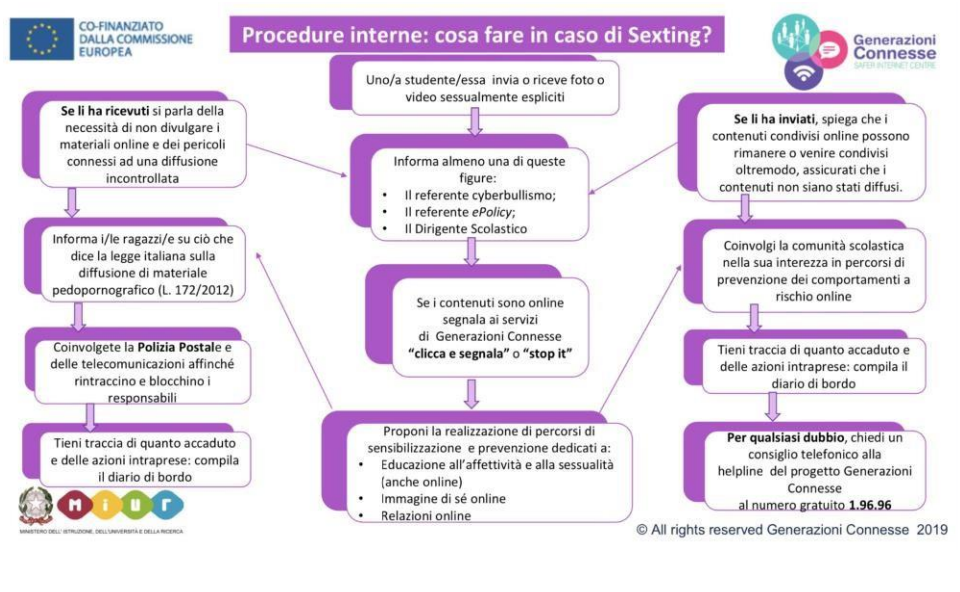 CO-FINANZIATO
DALLA COMMISSIONE
EUROPEA
Procedure interne: cosa fare in caso di Sexting?
Generazioni
Connesse
SAFER INTERNET CENTRE
Uno/a studente/essa invia o riceve foto o
video sessualmente espliciti
Se li ha ricevuti si parla della
necessità di non divulgare i
materiali online e dei pericoli
connessi ad una diffusione
incontrollata
Informa i/le ragazzi/e su ciò che
dice la legge italiana sulla
diffusione di materiale
pedopornografico (L. 172/2012)
Coinvolgete la Polizia Postale e
delle telecomunicazioni affinché
rintraccino e blocchino i
responsabili
Tieni traccia di quanto accaduto
e delle azioni intraprese: compila
il diario di bordo
Informa almeno una di queste
figure:
• Il referente cyberbullismo;
• Il referente ePolicy;
• Il Dirigente Scolastico
Se i contenuti sono online
segnala ai servizi
di Generazioni Connesse
“clicca e segnala” o “stop it”
Proponi la realizzazione di percorsi di
sensibilizzazione e prevenzione dedicati a:
• Educazione all’affettività e alla sessualità
(anche online)
• Immagine di sé online
• Relazioni online
Se li ha inviati, spiega che i
contenuti condivisi online possono
rimanere o venire condivisi
oltremodo, assicurati che i
contenuti non siano stati diffusi.
Coinvolgi la comunità scolastica
nella sua interezza in percorsi di
prevenzione dei comportamenti a
rischio online
Tieni traccia di quanto accaduto e
delle azioni intraprese: compila il
diario di bordo
Per qualsiasi dubbio, chiedi un
consiglio telefonico alla
helpline del progetto Generazioni
Connesse
al numero gratuito 1.96.96
miur
MINISTERO DELL' ISTRUZIONE, DELL'UNIVERSITÀ E DELLA RICERCA
© All rights reserved Generazioni Connesse 2019